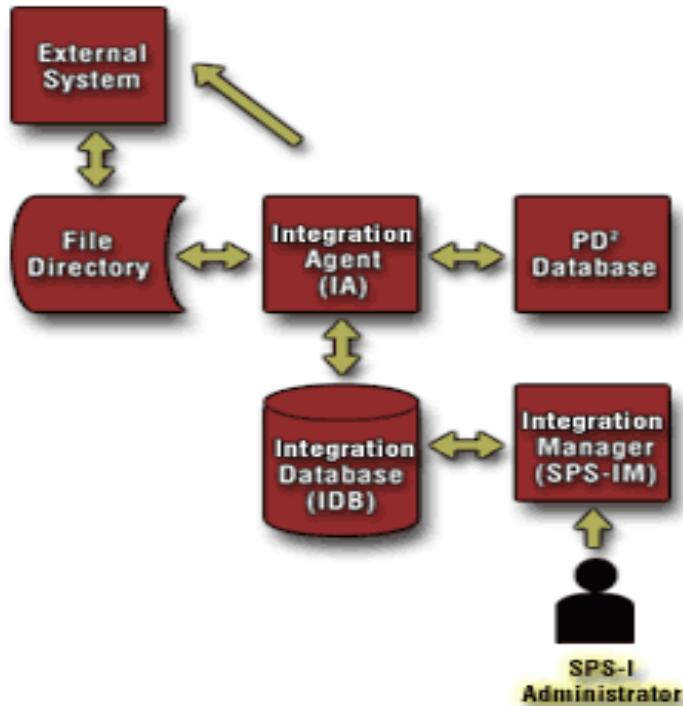 External
System
File
Directory
Integration
Agent
(IA)
PD²
Database
Integration
Database
(IDB)
Integration
Manager
(SPS-IM)
SPS-I
Administrator